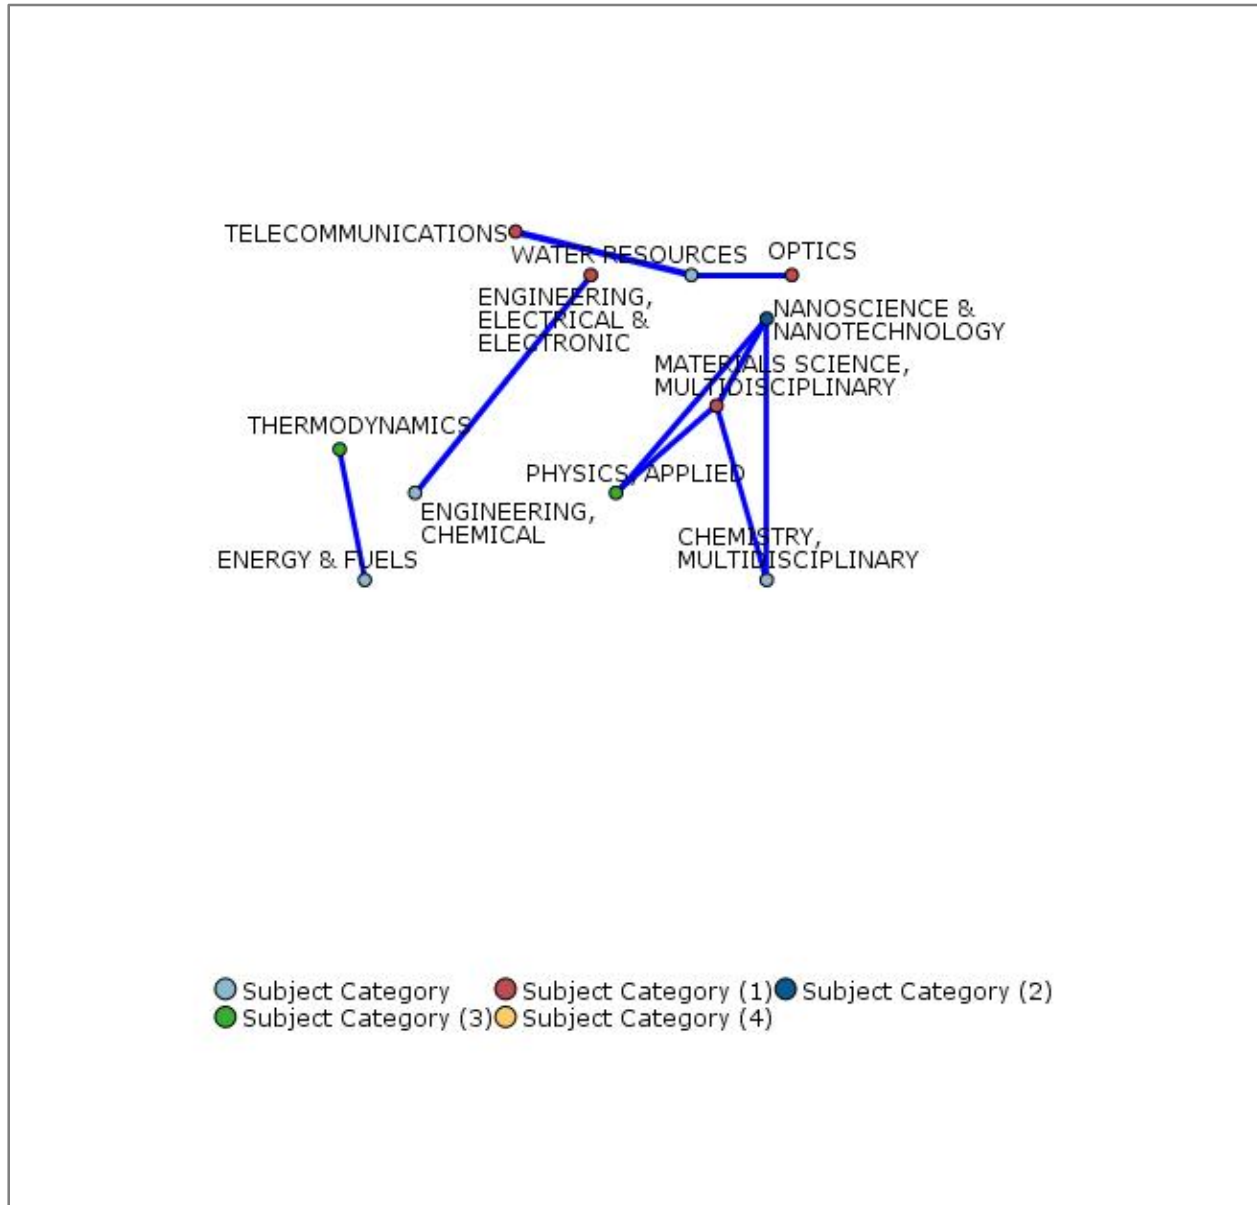 TELECOMMUNICATIONS
WATER RESOURCES
OPTICS
ENGINEERING,
ELECTRICAL &
ELECTRONIC
NANOSCIENCE &
NANOTECHNOLOGY
MATERIALS SCIENCE,
MULTIDISCIPLINARY
THERMODYNAMICS
PHYSICS, APPLIED
ENGINEERING,
CHEMICAL
CHEMISTRY,
MULTIDISCIPLINARY
ENERGY & FUELS
Subject Category
Subject Category (1)
Subject Category (2)
Subject Category (3)
Subject Category (4)